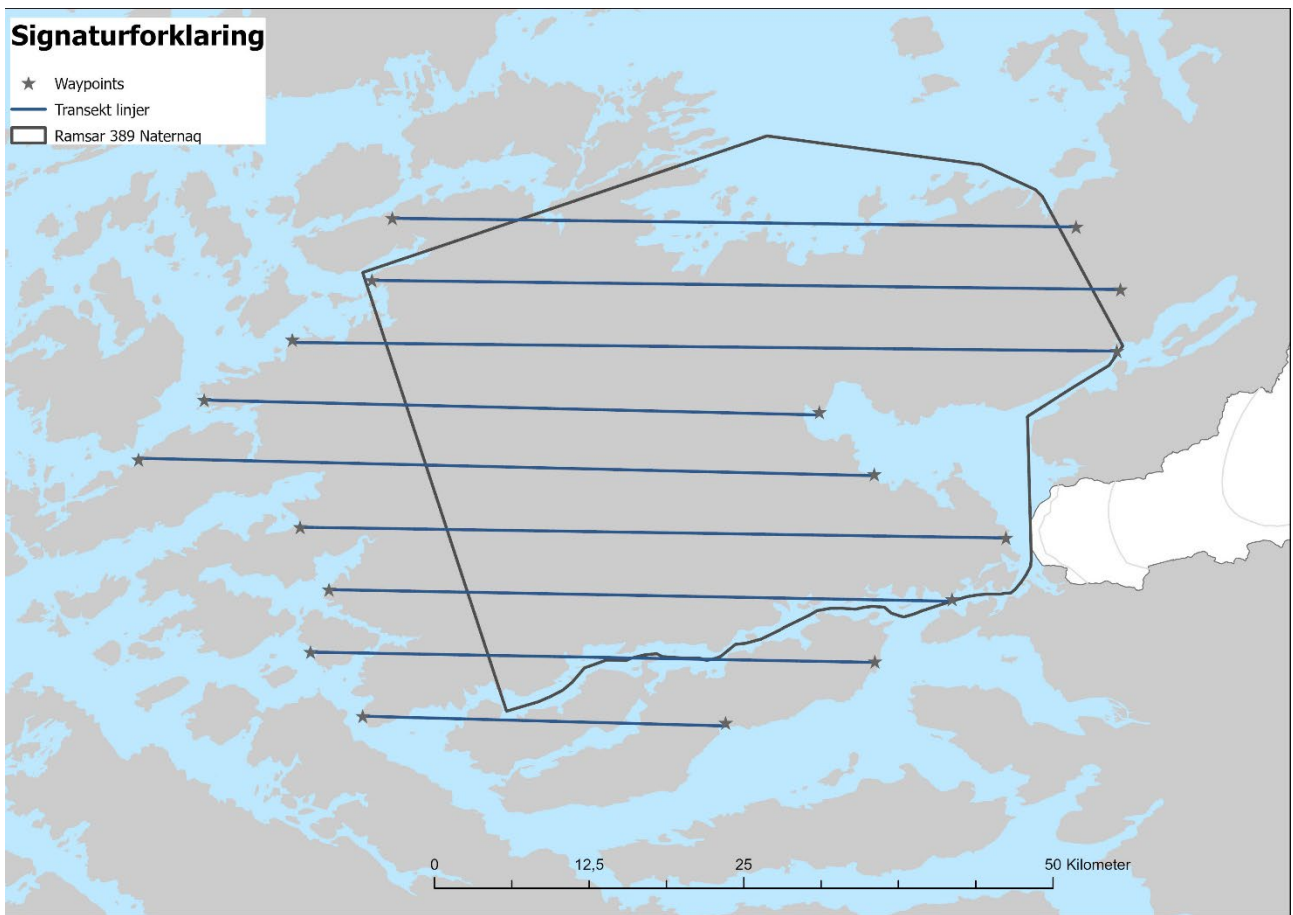 Signaturforklaring
Waypoints
Transekt linjer
Ramsar 389 Naternaq
0 12,5 25 50 Kilometer